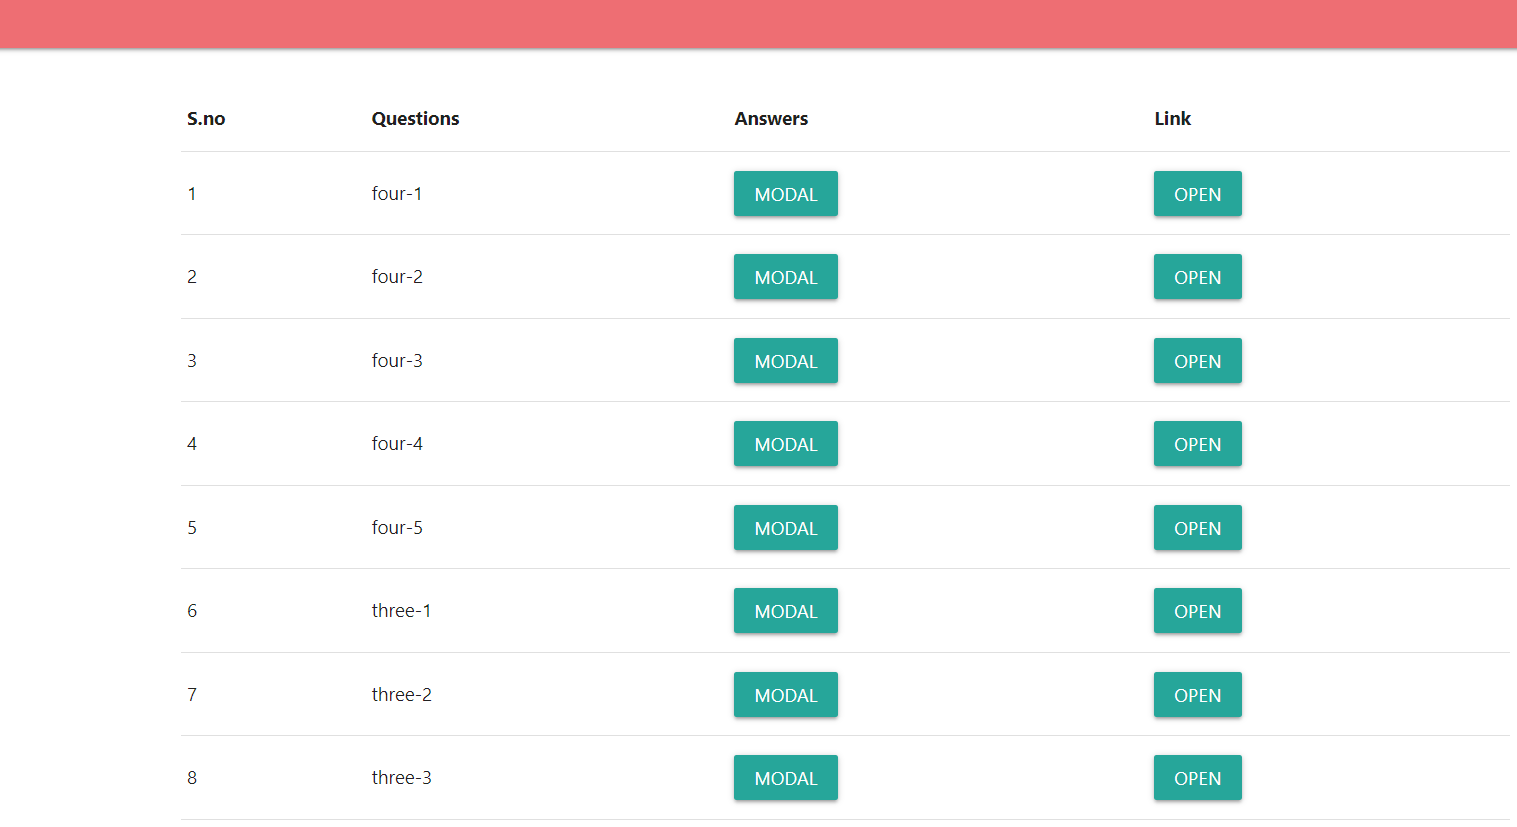 S.no Questions Answers Link
1 four-1 MODAL OPEN
2 four-2 MODAL OPEN
3 four-3 MODAL OPEN
4 four-4 MODAL OPEN
5 four-5 MODAL OPEN
6 three-1 MODAL OPEN
7 three-2 MODAL OPEN
8 three-3 MODAL OPEN